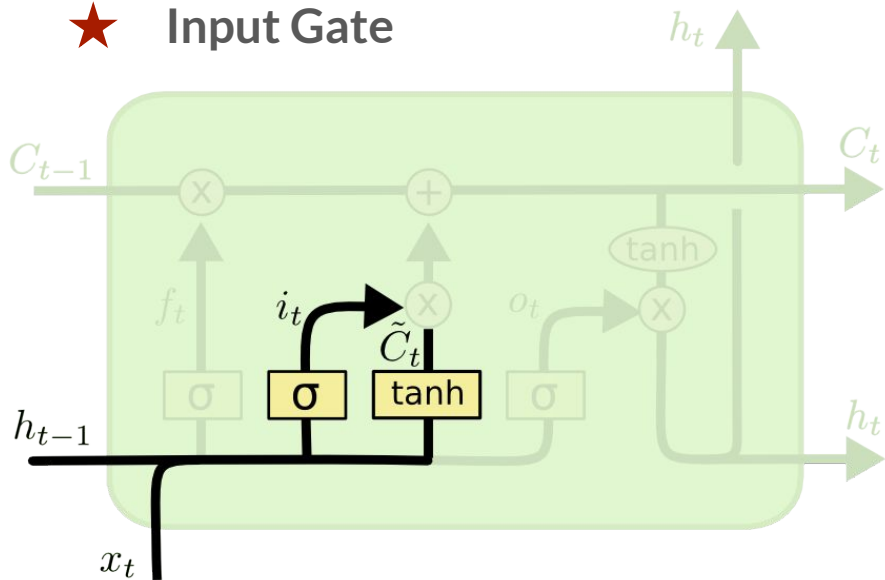 ★ Input Gate
h_t
C_{t-1}
C_t
x
+
tanh
f_t
i_t
x
o_t
x
C̃_t
σ
σ
tanh
σ
h_{t-1}
h_t
x_t